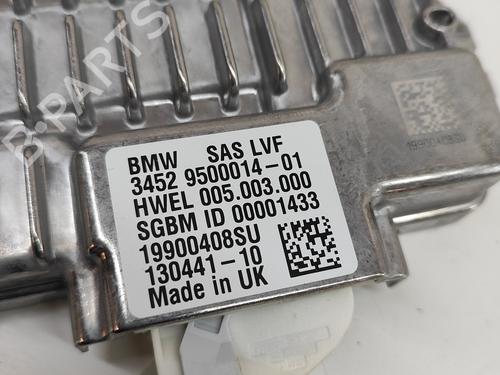 B-PARTS
BMW SAS LVF
3452 9500014-01
HWEL 005.003.000
SGBM ID 00001433
19900408SU
130441-10
Made in UK
19900408SU